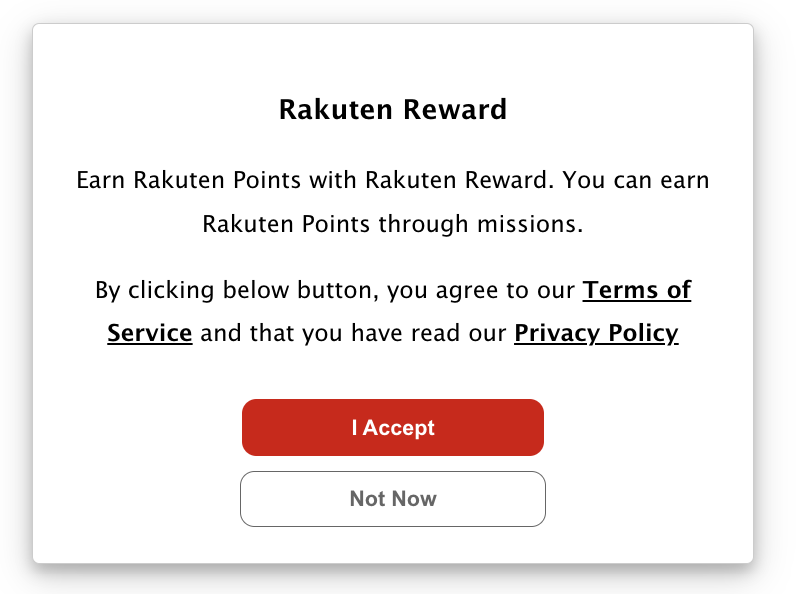 Rakuten Reward
Earn Rakuten Points with Rakuten Reward. You can earn
Rakuten Points through missions.
By clicking below button, you agree to our Terms of
Service and that you have read our Privacy Policy
I Accept
Not Now